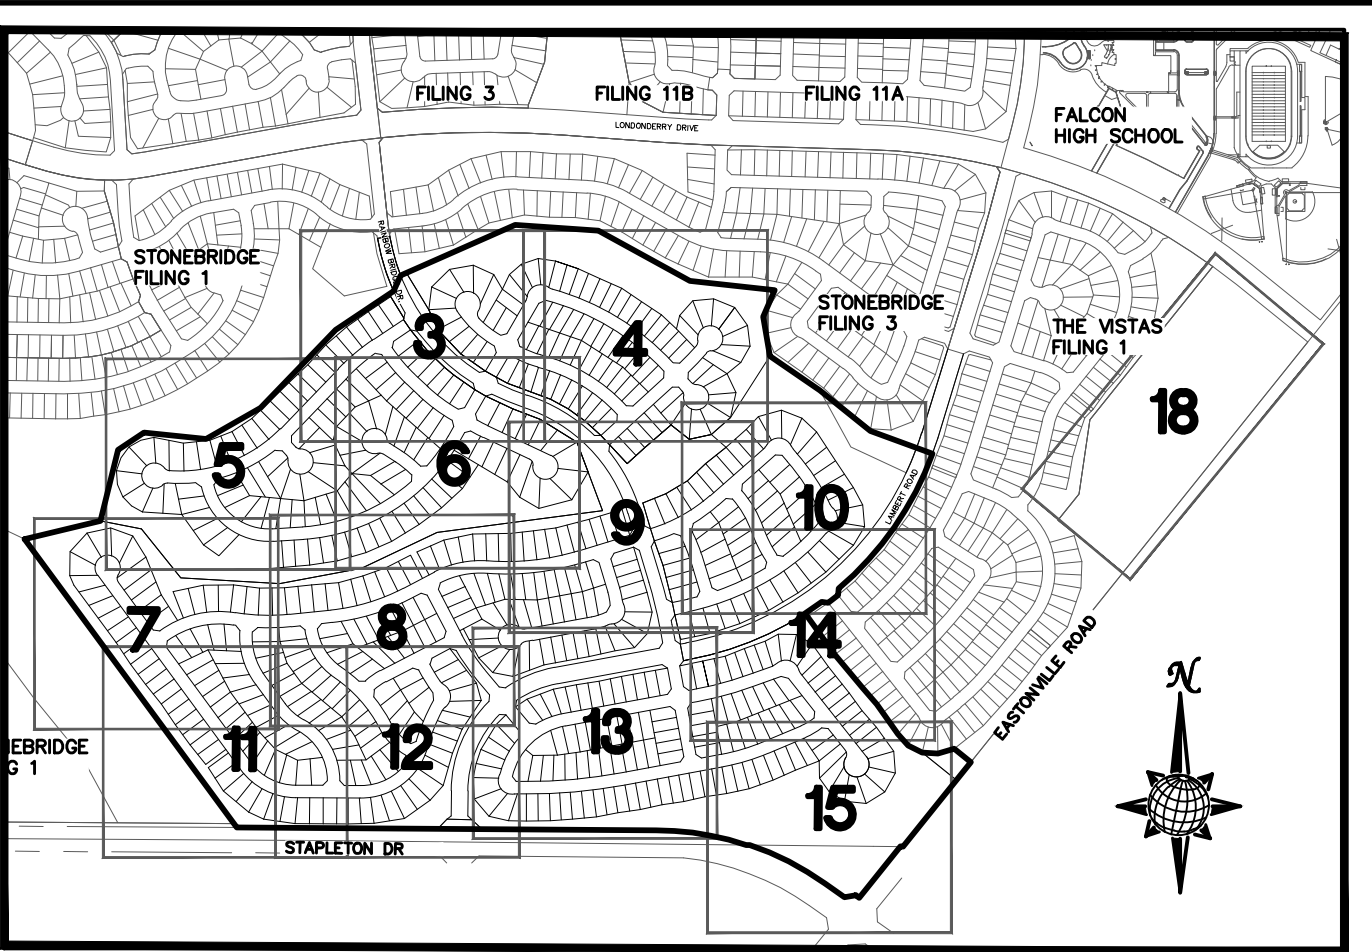 FILING 3
FILING 11B
FILING 11A
LONDONDERRY DRIVE
FALCON
HIGH SCHOOL
RAINBOW BRIDGE DR.
STONEBRIDGE
FILING 1
STONEBRIDGE
FILING 3
THE VISTAS
FILING 1
3
4
18
5
6
9
10
LAMBERT ROAD
7
8
14
EASTONVILLE ROAD
N
NEBRIDGE
G 1
11
12
13
15
STAPLETON DR